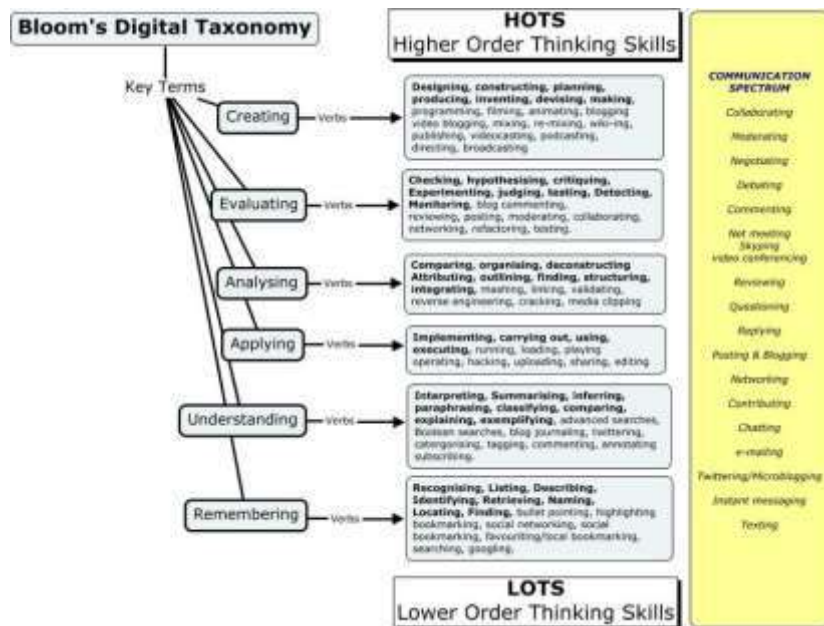 Bloom's Digital Taxonomy
Key Terms
HOTS
Higher Order Thinking Skills
Creating
Verbs
Designing, constructing, planning,
producing, inventing, devising, making,
programming, filming, animating, blogging
video blogging, mixing, re-mixing, wiki-ing,
publishing, videocasting, podcasting,
directing, broadcasting
Evaluating
Verbs
Checking, hypothesising, critiquing,
Experimenting, judging, testing, Detecting,
Monitoring, blog commenting,
reviewing, posting, moderating, collaborating,
networking, refactoring, testing.
Analysing
Verbs
Comparing, organising, deconstructing
Attributing, outlining, finding, structuring,
integrating, mashing, linking, validating,
reverse engineering, cracking, media clipping
Applying
Verbs
Implementing, carrying out, using,
executing, running, loading, playing
operating, hacking, uploading, sharing, editing
Understanding
Verbs
Interpreting, Summarising, inferring,
paraphrasing, classifying, comparing,
explaining, exemplifying, advanced searches,
Boolean searches, blog journaling, twittering,
catergorising, tagging, commenting, annotating
subscribing.
Remembering
Verbs
Recognising, Listing, Describing,
Identifying, Retrieving, Naming,
Locating, Finding, bullet pointing, highlighting
bookmarking, social networking, social
bookmarking, favouriting/local bookmarking,
searching, googling.
LOTS
Lower Order Thinking Skills
COMMUNICATION
SPECTRUM
Collaborating
Moderating
Negotiating
Debating
Commenting
Net meeting
Skyping
video conferencing
Reviewing
Questioning
Replying
Posting & Blogging
Networking
Contributing
Chatting
e-mailing
Twittering/Microblogging
Instant messaging
Texting